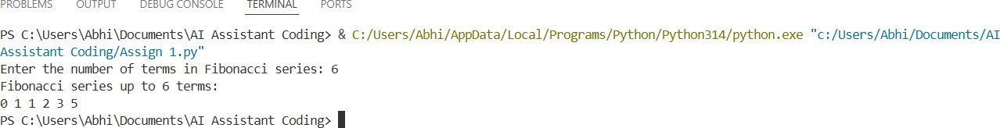 PROBLEMS OUTPUT DEBUG CONSOLE TERMINAL PORTS
PS C:\Users\Abhi\Documents\AI Assistant Coding> & C:/Users/Abhi/AppData/Local/Programs/Python/Python314/python.exe "c:/Users/Abhi/Documents/AI
Assistant Coding/Assign 1.py"
Enter the number of terms in Fibonacci series: 6
Fibonacci series up to 6 terms:
0 1 1 2 3 5
PS C:\Users\Abhi\Documents\AI Assistant Coding>